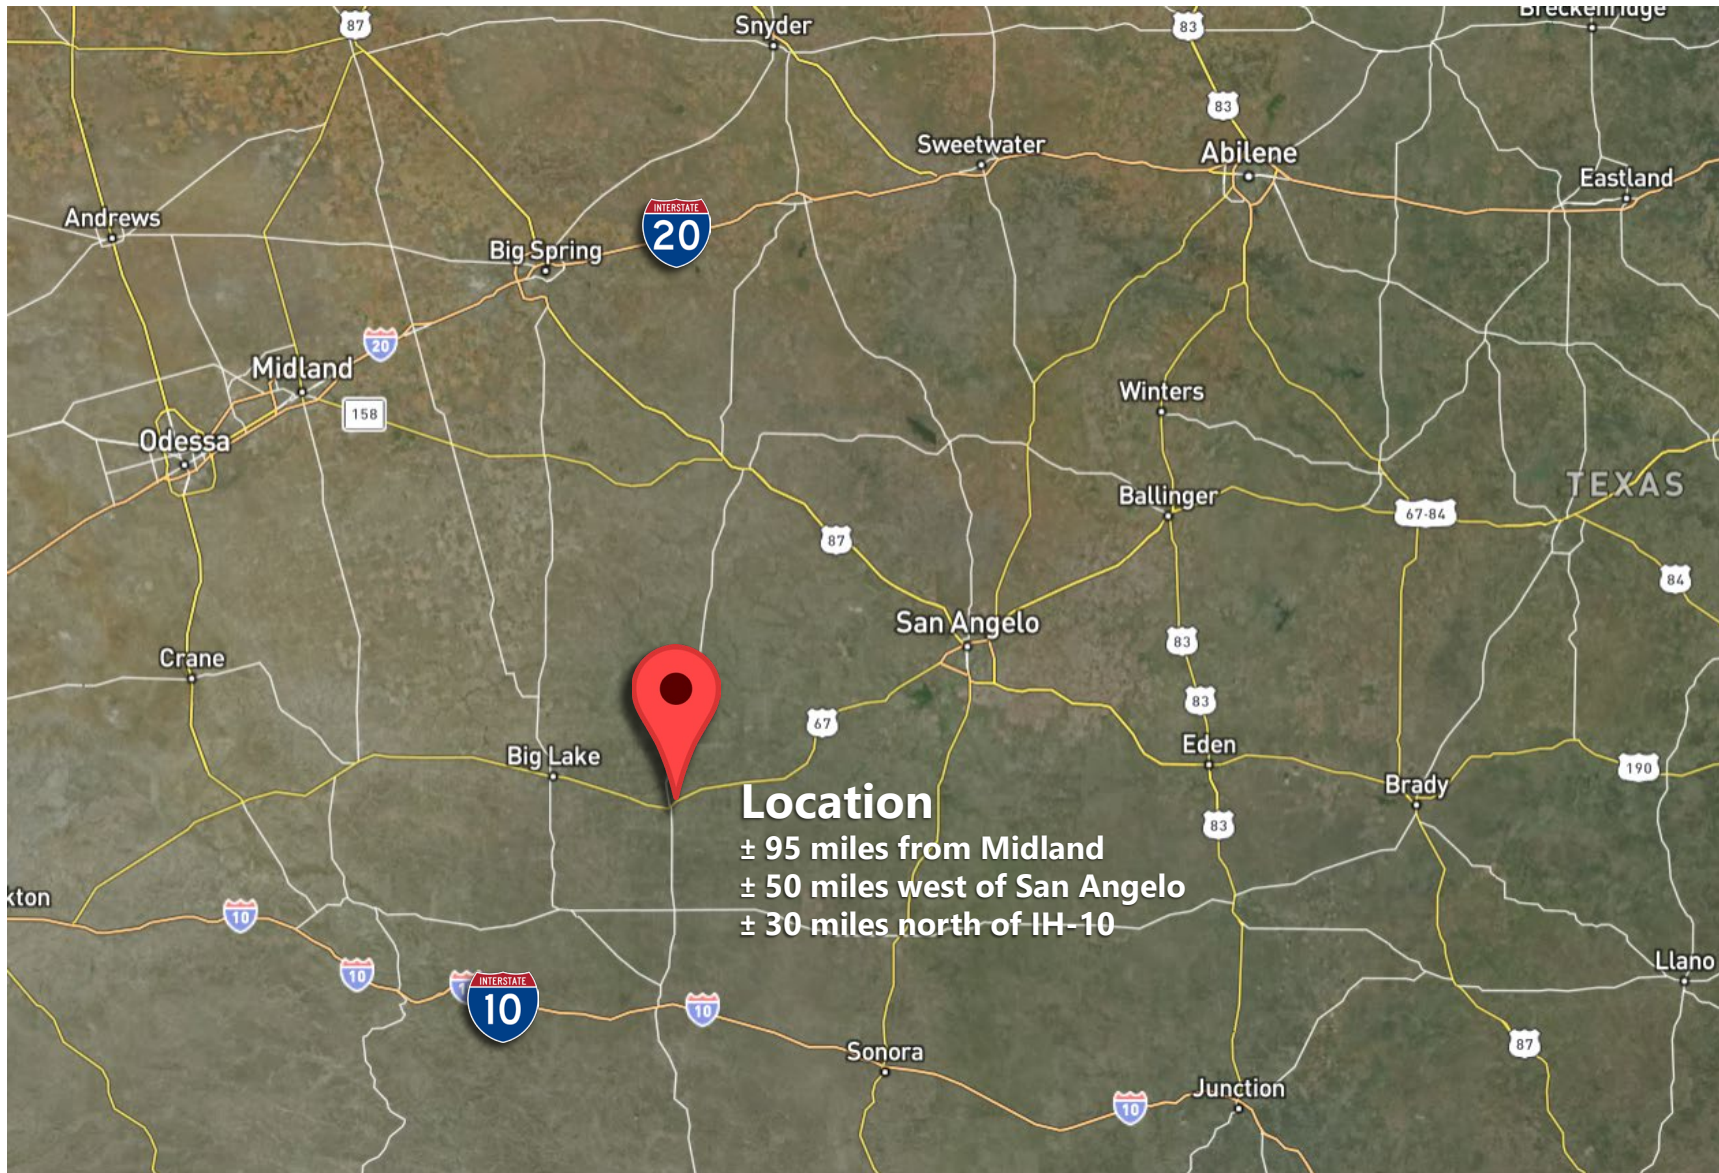 Breckenridge
87
Snyder
83
83
Sweetwater
Abilene
Eastland
Andrews
INTERSTATE
20
Big Spring
20
Midland
158
Winters
Odessa
TEXAS
Ballinger
67-84
87
84
San Angelo
83
Crane
83
67
Big Lake
Eden
190
Brady
Location
83
± 95 miles from Midland
± 50 miles west of San Angelo
kton
10
± 30 miles north of IH-10
Llano
10
INTERSTATE
10
10
87
Sonora
Junction
10